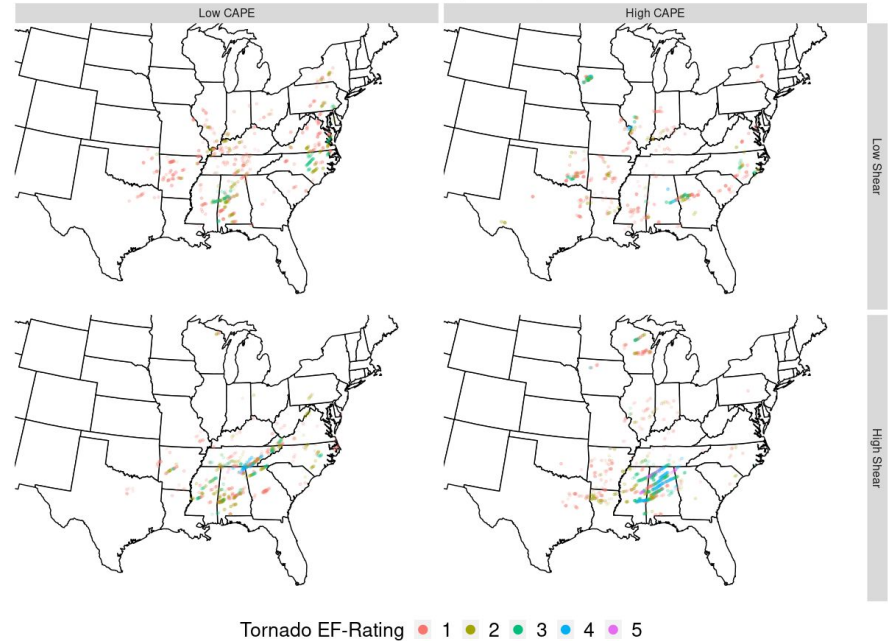 Low CAPE
High CAPE
Low Shear
High Shear
Tornado EF-Rating 1 2 3 4 5